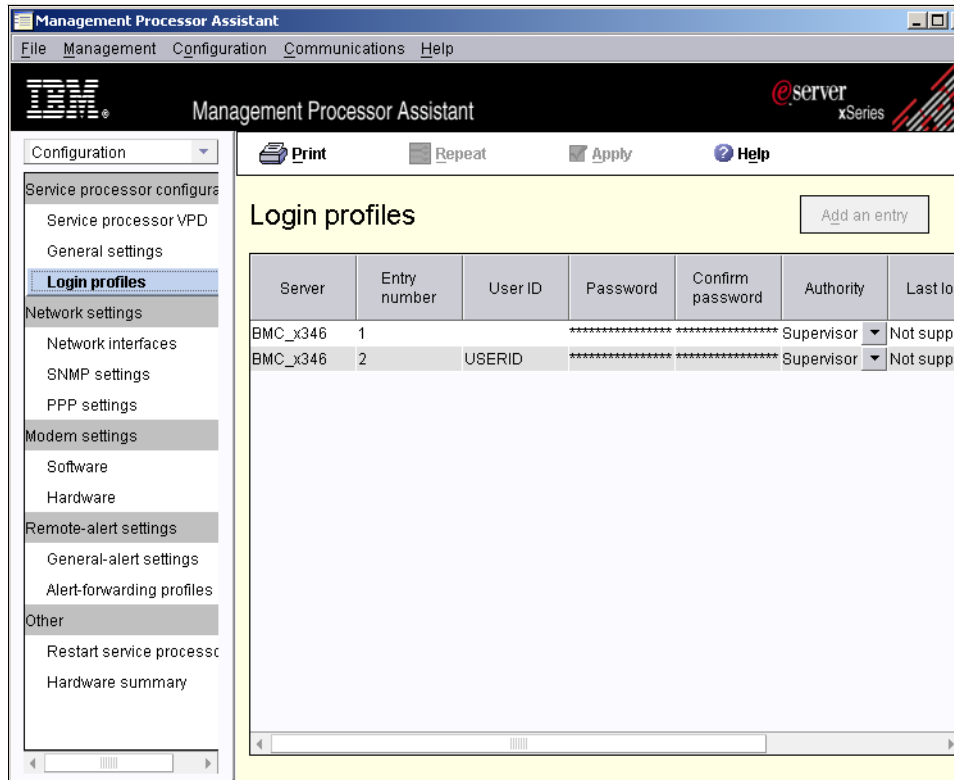 Management Processor Assistant
File Management Configuration Communications Help
IBM®
Management Processor Assistant
eserver
xSeries
Configuration
Print Repeat Apply Help
Service processor configura
Service processor VPD
General settings
Login profiles
Network settings
Network interfaces
SNMP settings
PPP settings
Modem settings
Software
Hardware
Remote-alert settings
General-alert settings
Alert-forwarding profiles
Other
Restart service processo
Hardware summary
Login profiles
Add an entry
Server Entry number User ID Password Confirm password Authority Last lo
BMC_x346 1 **************** **************** Supervisor Not supp
BMC_x346 2 USERID **************** **************** Supervisor Not supp